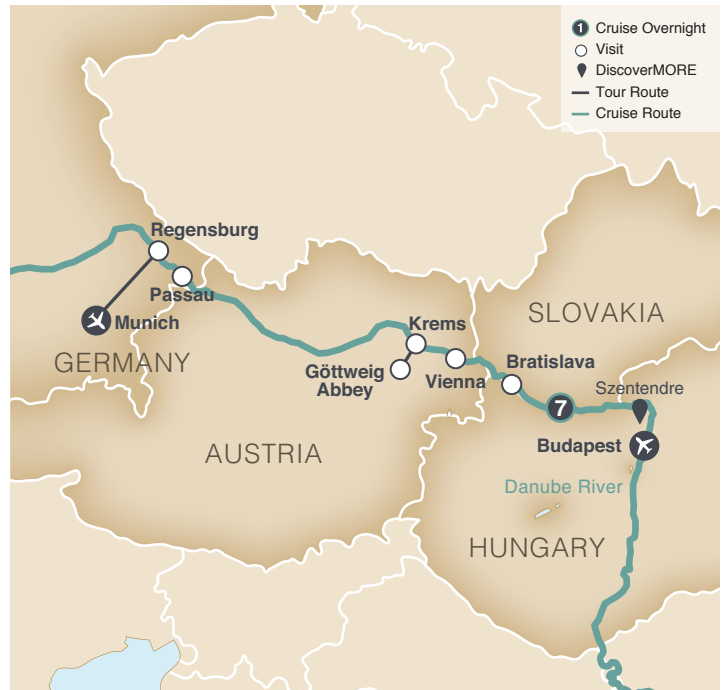 1 Cruise Overnight
Visit
DiscoverMORE
Tour Route
Cruise Route
Regensburg
Passau
Munich
GERMANY
Krems
Göttweig
Abbey
Vienna
Bratislava
SLOVAKIA
Szentendre
7
Budapest
AUSTRIA
Danube River
HUNGARY